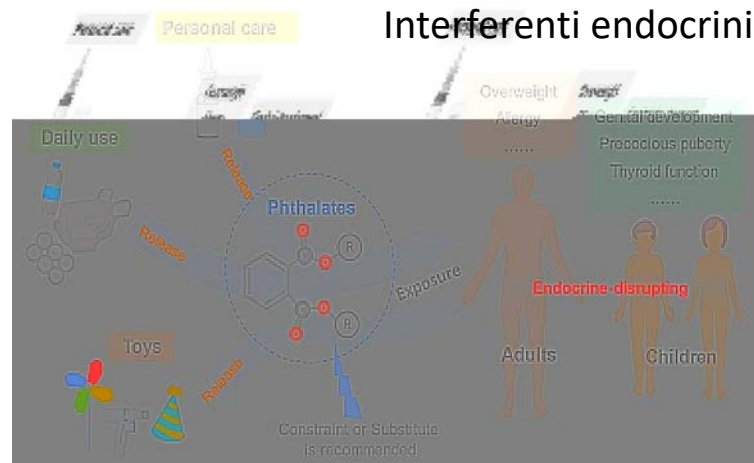 Interferenti endocrini
Personal care
Overweight
Allergy
......
Genital development
Precocious puberty
Thyroid function
......
Daily use
Release
Phthalates
O
C
O
R
Release
Exposure
Endocrine-disrupting
C
O
R
O
Toys
Adults
Children
Release
Constraint or Substitute
is recommended